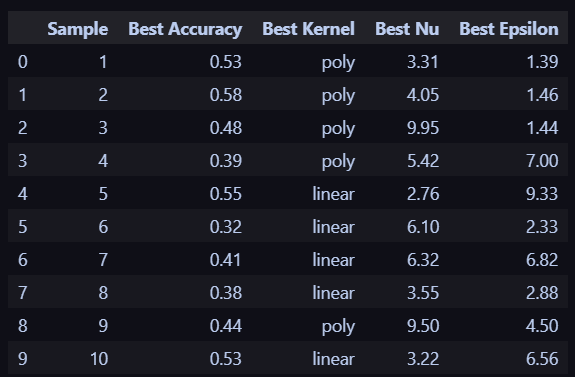 Sample Best Accuracy Best Kernel Best Nu Best Epsilon
0 1 0.53 poly 3.31 1.39
1 2 0.58 poly 4.05 1.46
2 3 0.48 poly 9.95 1.44
3 4 0.39 poly 5.42 7.00
4 5 0.55 linear 2.76 9.33
5 6 0.32 linear 6.10 2.33
6 7 0.41 linear 6.32 6.82
7 8 0.38 linear 3.55 2.88
8 9 0.44 poly 9.50 4.50
9 10 0.53 linear 3.22 6.56